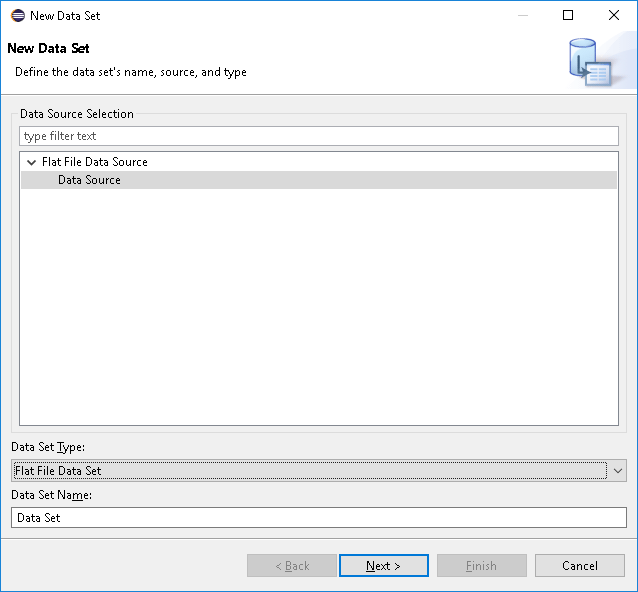 New Data Set
New Data Set
Define the data set's name, source, and type
Data Source Selection
type filter text
Flat File Data Source
Data Source
Data Set Type:
Flat File Data Set
Data Set Name:
Data Set
< Back Next > Finish Cancel